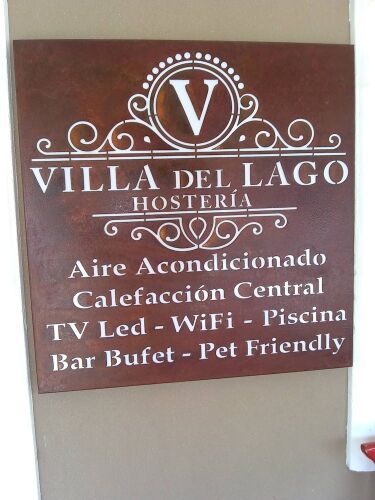 V
VILLA DEL LAGO
HOSTERÍA
Aire Acondicionado
Calefacción Central
TV Led - WiFi - Piscina
Bar Bufet - Pet Friendly